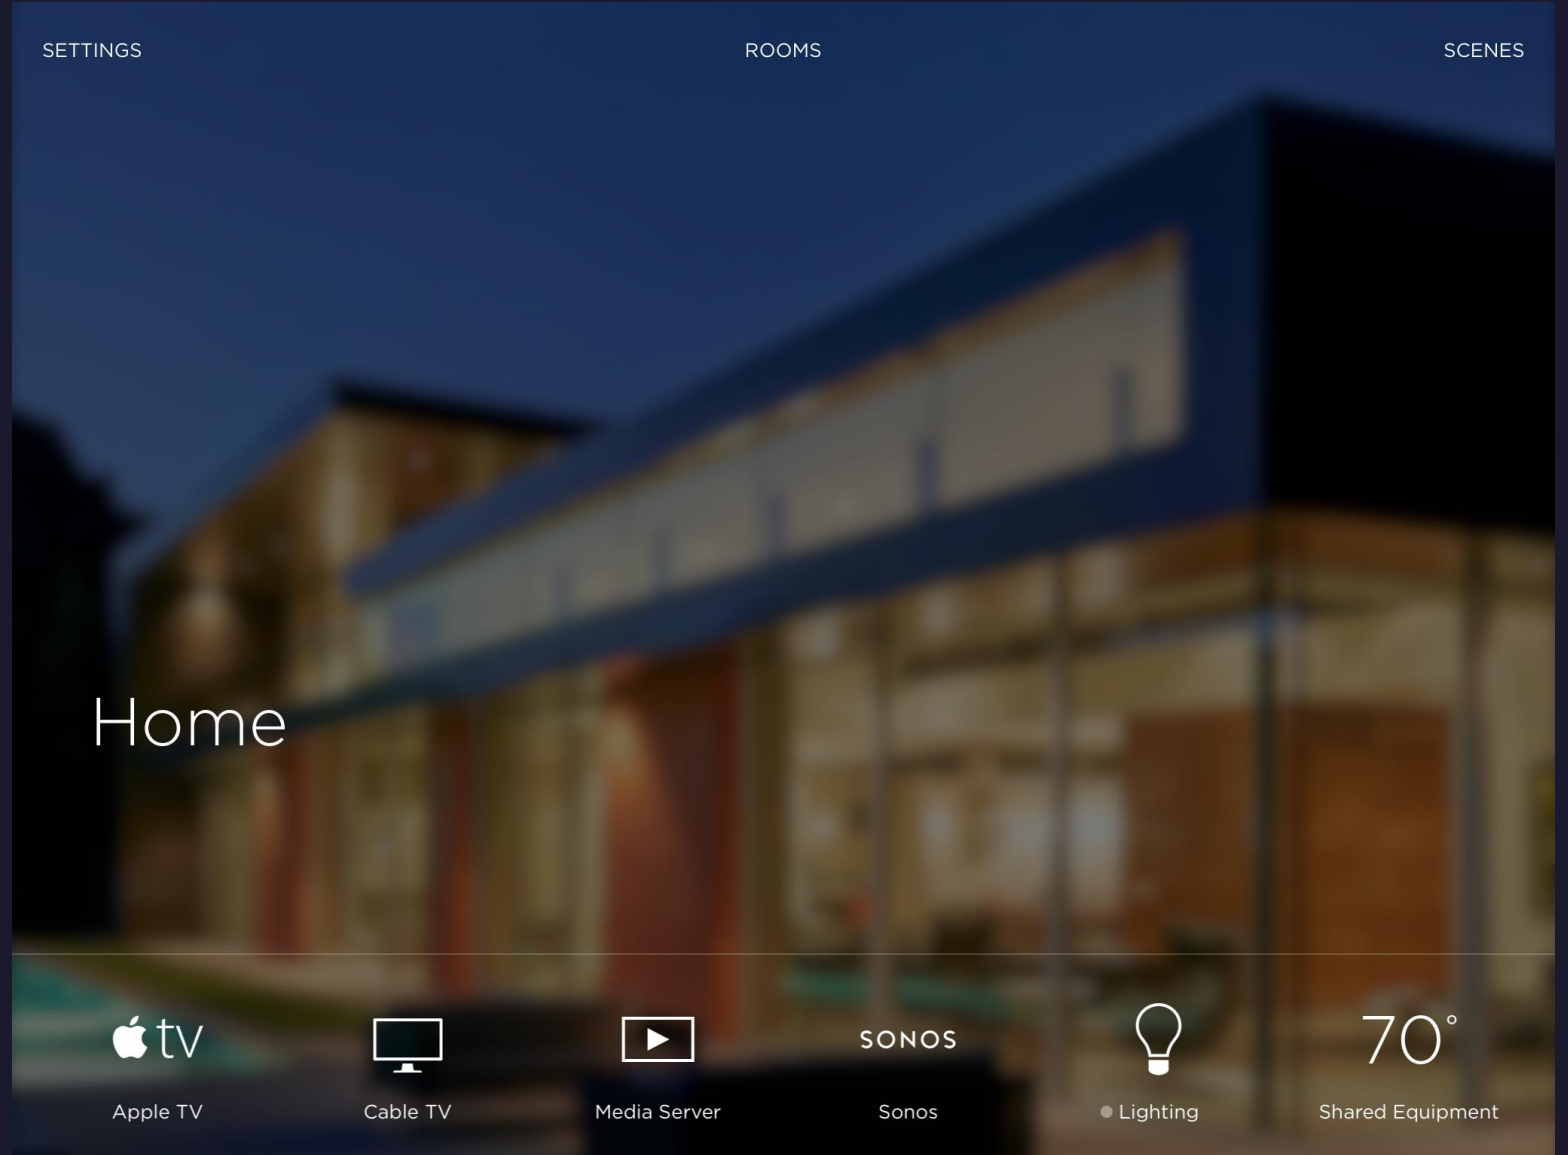 SETTINGS
ROOMS
SCENES
Home
tv
SONOS
70°
Apple TV
Cable TV
Media Server
Sonos
Lighting
Shared Equipment